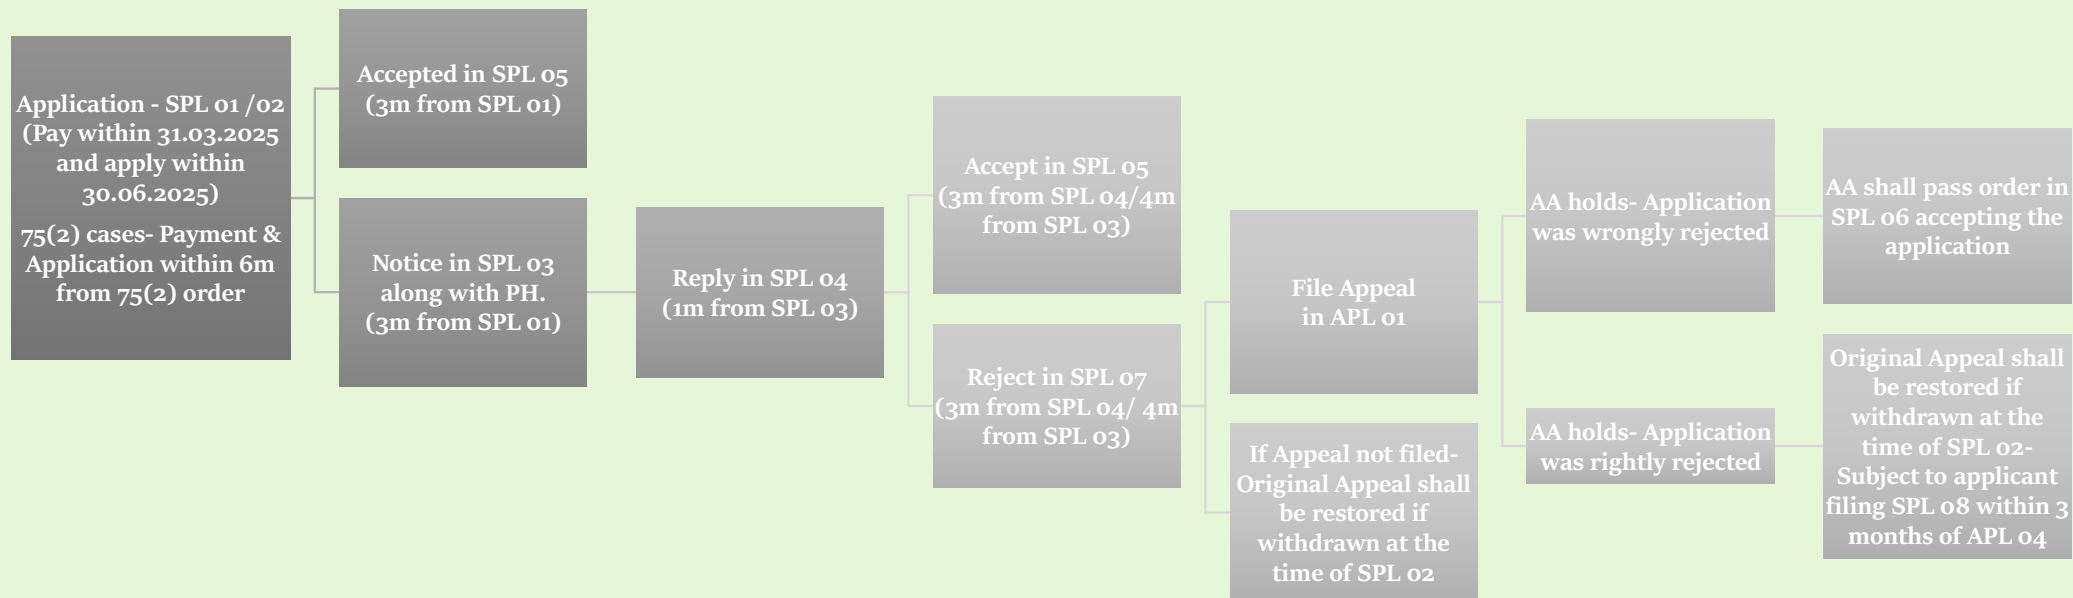 Application - SPL 01 /02
(Pay within 31.03.2025
and apply within
30.06.2025)
75(2) cases- Payment &
Application within 6m
from 75(2) order
Accepted in SPL 05
(3m from SPL 01)
Notice in SPL 03
along with PH.
(3m from SPL 01)
Reply in SPL 04
(1m from SPL 03)
Accept in SPL 05
(3m from SPL 04/4m
from SPL 03)
Reject in SPL 07
(3m from SPL 04/ 4m
from SPL 03)
File Appeal
in APL 01
If Appeal not filed-
Original Appeal shall
be restored if
withdrawn at the
time of SPL 02
AA holds- Application
was wrongly rejected
AA holds- Application
was rightly rejected
AA shall pass order in
SPL 06 accepting the
application
Original Appeal shall
be restored if
withdrawn at the
time of SPL 02-
Subject to applicant
filing SPL 08 within 3
months of APL 04